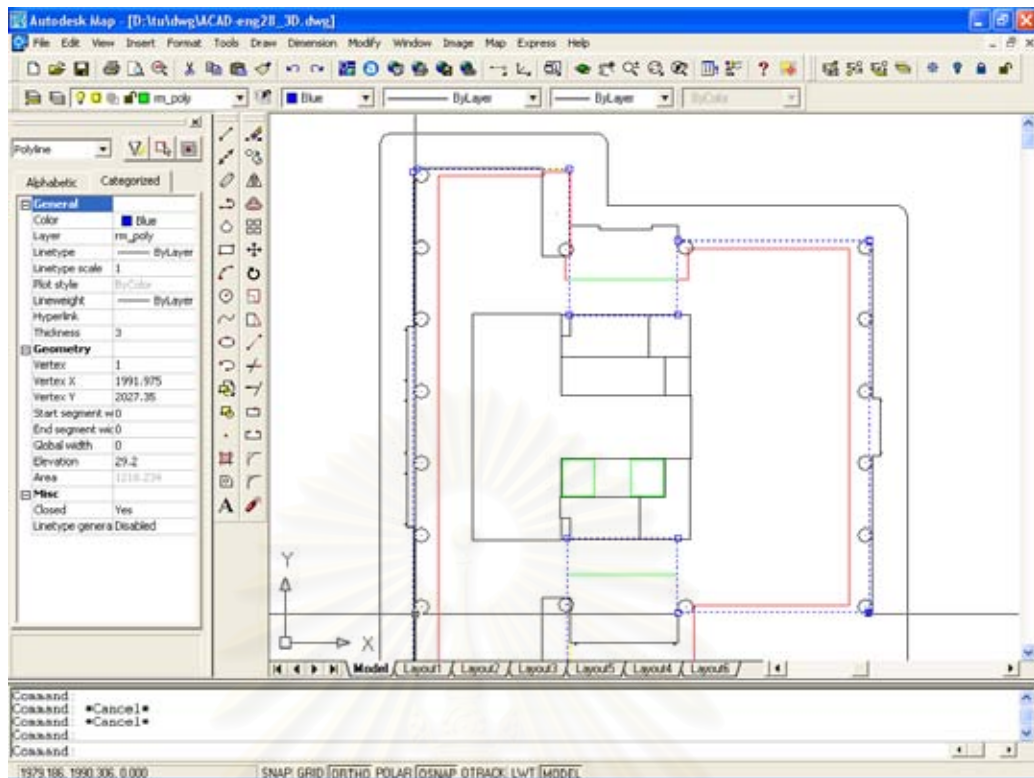 Autodesk Map - [D:\tu\dwg\ACAD-eng2B_3D.dwg]
File Edit View Insert Format Tools Draw Dimension Modify Window Image Map Express Help
rm_poly Blue ByLayer ByLayer ByColor
Polyline
Alphabetic Categorized
General
Color Blue
Layer rm_poly
Linetype ByLayer
Linetype scale 1
Plot style ByColor
Lineweight ByLayer
Hyperlink
Thickness 3
Geometry
Vertex 1
Vertex X 1991.975
Vertex Y 2027.35
Start segment wi 0
End segment wic 0
Global width 0
Elevation 29.2
Area 1218.234
Misc
Closed Yes
Linetype genera Disabled
A
Y
X
Model Layout1 Layout2 Layout3 Layout5 Layout4 Layout6
Command:
Command: *Cancel*
Command: *Cancel*
Command:
Command:
1979.186, 1990.306, 0.000 SNAP GRID ORTHO POLAR OSNAP OTRACK LWT MODEL